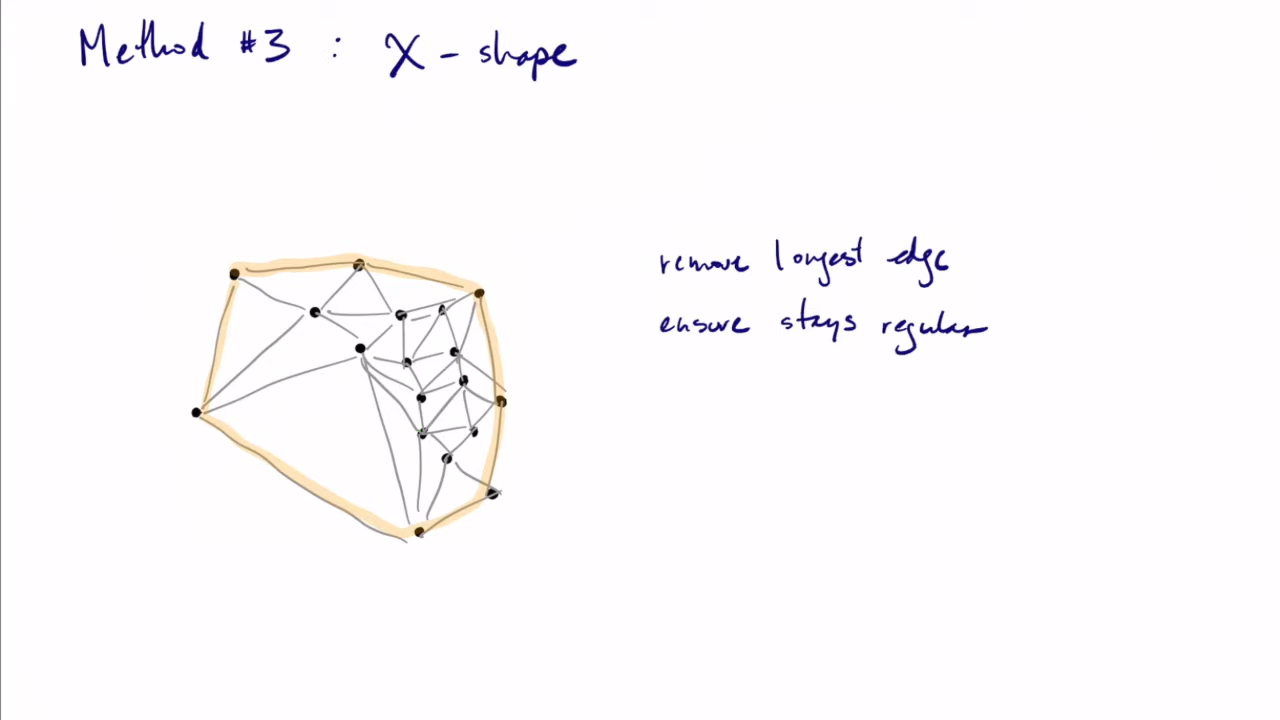 Method #3 : χ - shape
remove longest edge
ensure stays regular